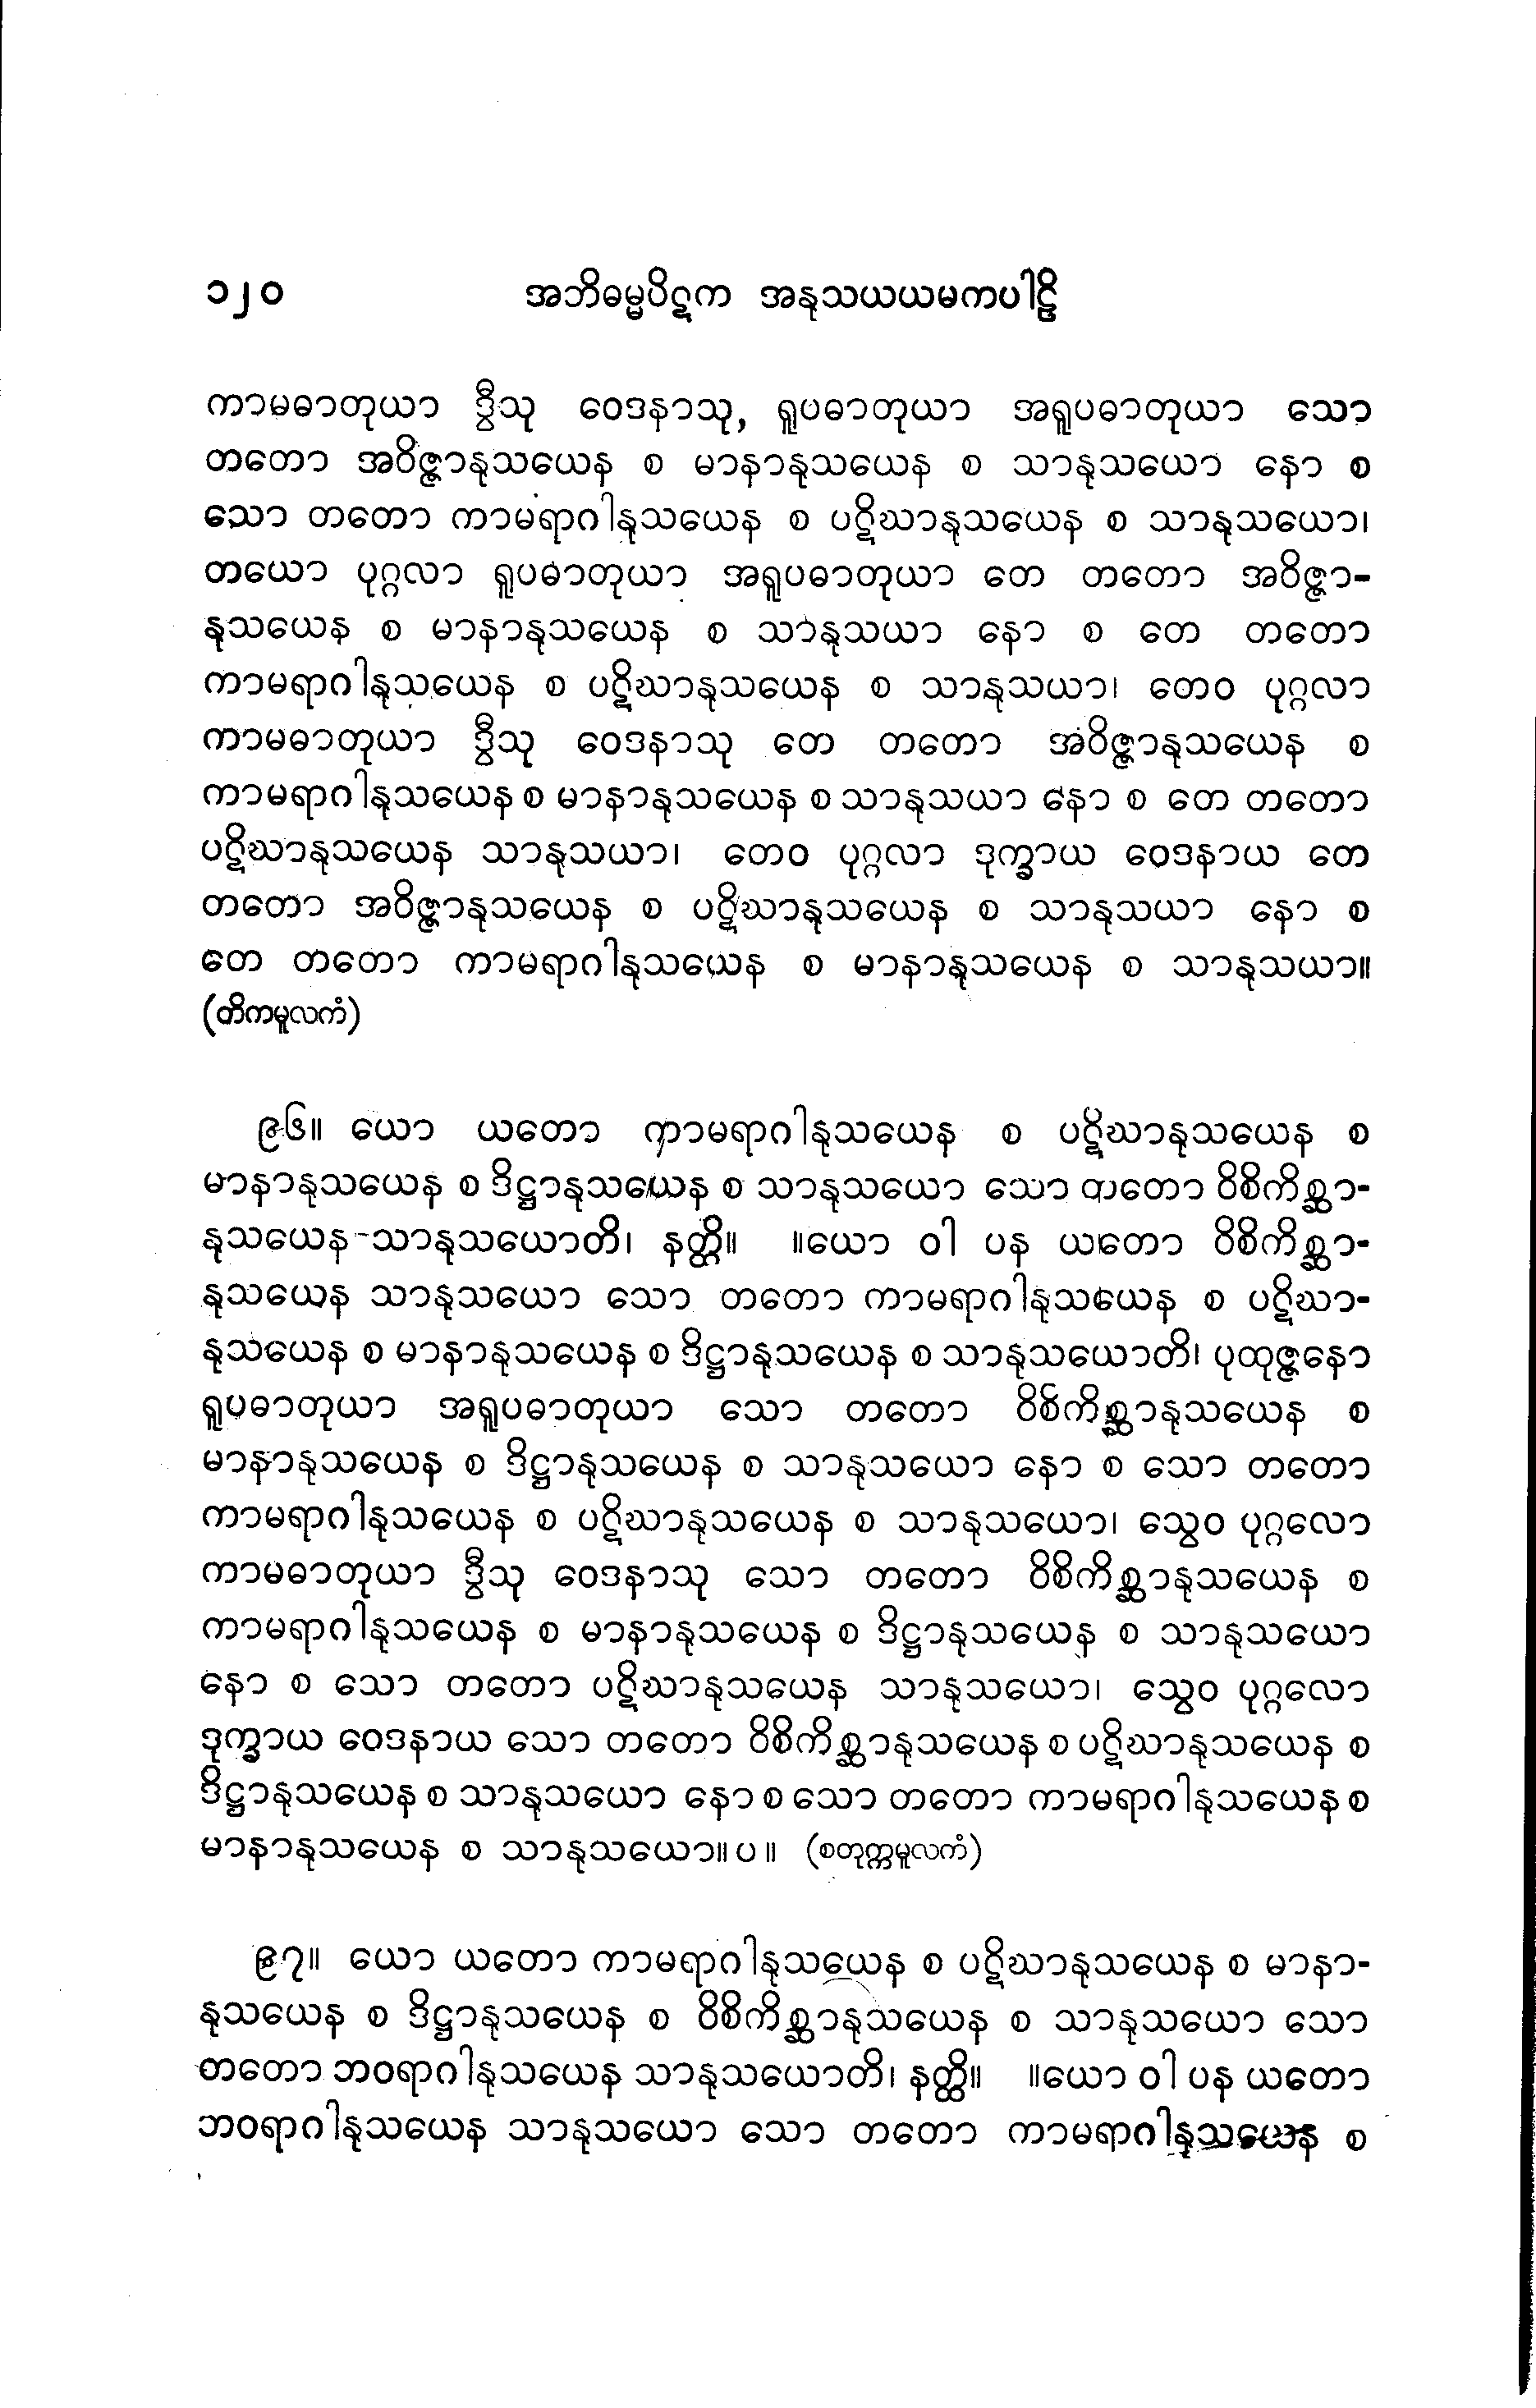 ၁၂၀ အဘိဓမ္မပိဋက အနုသယယမကပါဠိ
ကာမဓာတုယာ ဒွီသု ဝေဒနာသု, ရူပဓာတုယာ အရူပဓာတုယာ သော
တတော အဝိဇ္ဇာနုသယေန စ မာနာနုသယေန စ သာနုသယော နော စ
သော တတော ကာမရာဂါနုသယေန စ ပဋိဃာနုသယေန စ သာနုသယော၊
တယော ပုဂ္ဂလာ ရူပဓာတုယာ အရူပဓာတုယာ တေ တတော အဝိဇ္ဇာ-
နုသယေန စ မာနာနုသယေန စ သာနုသယာ နော စ တေ တတော
ကာမရာဂါနုသယေန စ ပဋိဃာနုသယေန စ သာနုသယာ၊ တေဝ ပုဂ္ဂလာ
ကာမဓာတုယာ ဒွီသု ဝေဒနာသု တေ တတော အဝိဇ္ဇာနုသယေန စ
ကာမရာဂါနုသယေန စ မာနာနုသယေန စ သာနုသယာ နော စ တေ တတော
ပဋိဃာနုသယေန သာနုသယာ၊ တေဝ ပုဂ္ဂလာ ဒုက္ခာယ ဝေဒနာယ တေ
တတော အဝိဇ္ဇာနုသယေန စ ပဋိဃာနုသယေန စ သာနုသယာ နော စ
တေ တတော ကာမရာဂါနုသယေန စ မာနာနုသယေန စ သာနုသယာ။
(တိကမူလကံ)
၉၆။ ယော ယတော ကာမရာဂါနုသယေန စ ပဋိဃာနုသယေန စ
မာနာနုသယေန စ ဒိဋ္ဌာနုသယေန စ သာနုသယော သော တတော ဝိစိကိစ္ဆာ-
နုသယေန သာနုသယောတိ၊ နတ္ထိ။ ။ယော ဝါ ပန ယတော ဝိစိကိစ္ဆာ-
နုသယေန သာနုသယော သော တတော ကာမရာဂါနုသယေန စ ပဋိဃာ-
နုသယေန စ မာနာနုသယေန စ ဒိဋ္ဌာနုသယေန စ သာနုသယောတိ၊ ပုထုဇ္ဇနော
ရူပဓာတုယာ အရူပဓာတုယာ သော တတော ဝိစိကိစ္ဆာနုသယေန စ
မာနာနုသယေန စ ဒိဋ္ဌာနုသယေန စ သာနုသယော နော စ သော တတော
ကာမရာဂါနုသယေန စ ပဋိဃာနုသယေန စ သာနုသယော၊ သွေဝ ပုဂ္ဂလော
ကာမဓာတုယာ ဒွီသု ဝေဒနာသု သော တတော ဝိစိကိစ္ဆာနုသယေန စ
ကာမရာဂါနုသယေန စ မာနာနုသယေန စ ဒိဋ္ဌာနုသယေန စ သာနုသယော
နော စ သော တတော ပဋိဃာနုသယေန သာနုသယော၊ သွေဝ ပုဂ္ဂလော
ဒုက္ခာယ ဝေဒနာယ သော တတော ဝိစိကိစ္ဆာနုသယေန စ ပဋိဃာနုသယေန စ
ဒိဋ္ဌာနုသယေန စ သာနုသယော နော စ သော တတော ကာမရာဂါနုသယေန စ
မာနာနုသယေန စ သာနုသယော။ပ။ (စတုက္ကမူလကံ)
၉၇။ ယော ယတော ကာမရာဂါနုသယေန စ ပဋိဃာနုသယေန စ မာနာ-
နုသယေန စ ဒိဋ္ဌာနုသယေန စ ဝိစိကိစ္ဆာနုသယေန စ သာနုသယော သော
တတော ဘဝရာဂါနုသယေန သာနုသယောတိ၊ နတ္ထိ။ ။ယော ဝါ ပန ယတော
ဘဝရာဂါနုသယေန သာနုသယော သော တတော ကာမရာဂါနုသယေန စ